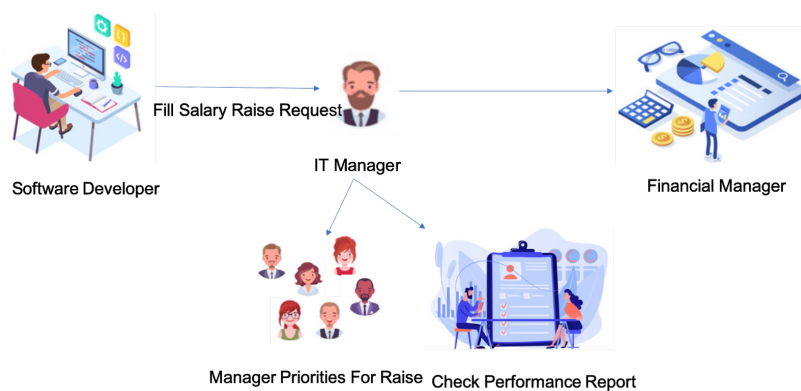 Fill Salary Raise Request
IT Manager
Software Developer
Financial Manager
Manager Priorities For Raise
Check Performance Report